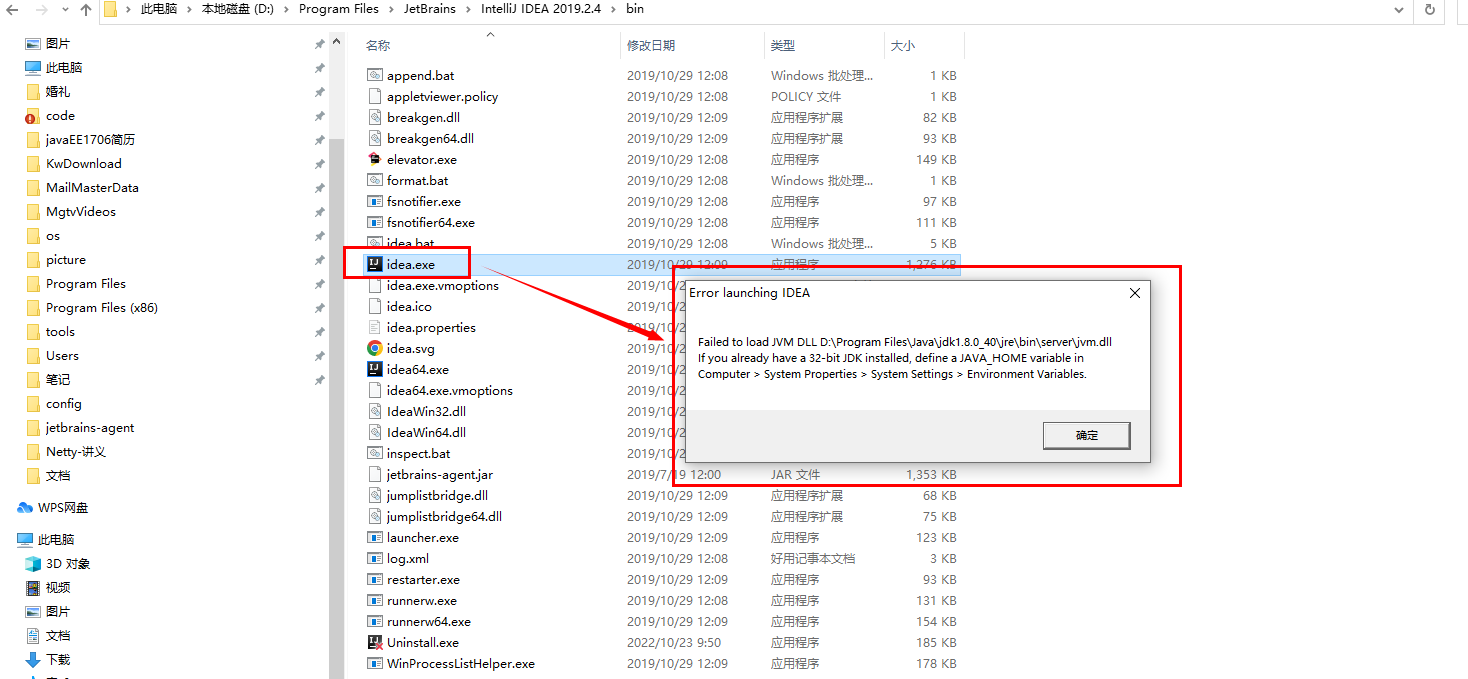 此电脑 > 本地磁盘 (D:) > Program Files > JetBrains > IntelliJ IDEA 2019.2.4 > bin
图片
此电脑
婚礼
code
javaEE1706简历
KwDownload
MailMasterData
MgtvVideos
os
picture
Program Files
Program Files (x86)
tools
Users
笔记
config
jetbrains-agent
Netty-讲义
文档
WPS网盘
此电脑
3D 对象
视频
图片
文档
下载
名称 修改日期 类型 大小
append.bat 2019/10/29 12:08 Windows 批处理... 1 KB
appletviewer.policy 2019/10/29 12:08 POLICY 文件 1 KB
breakgen.dll 2019/10/29 12:09 应用程序扩展 82 KB
breakgen64.dll 2019/10/29 12:09 应用程序扩展 93 KB
elevator.exe 2019/10/29 12:08 应用程序 149 KB
format.bat 2019/10/29 12:08 Windows 批处理... 1 KB
fsnotifier.exe 2019/10/29 12:08 应用程序 97 KB
fsnotifier64.exe 2019/10/29 12:08 应用程序 111 KB
idea.bat 2019/10/29 12:08 Windows 批处理... 5 KB
idea.exe 2019/10/29 12:09 应用程序 1,276 KB
idea.exe.vmoptions 2019/10/2
idea.ico 2019/10/2
idea.properties 2019/10/2
idea.svg 2019/10/2
idea64.exe 2019/10/2
idea64.exe.vmoptions 2019/10/2
IdeaWin32.dll 2019/10/2
IdeaWin64.dll 2019/10/2
inspect.bat 2019/10/2
jetbrains-agent.jar 2019/7/19 12:00 JAR 文件 1,353 KB
jumplistbridge.dll 2019/10/29 12:09 应用程序扩展 68 KB
jumplistbridge64.dll 2019/10/29 12:09 应用程序扩展 75 KB
launcher.exe 2019/10/29 12:09 应用程序 123 KB
log.xml 2019/10/29 12:08 好用记事本文档 3 KB
restarter.exe 2019/10/29 12:09 应用程序 93 KB
runnerw.exe 2019/10/29 12:08 应用程序 131 KB
runnerw64.exe 2019/10/29 12:09 应用程序 154 KB
Uninstall.exe 2022/10/23 9:50 应用程序 185 KB
WinProcessListHelper.exe 2019/10/29 12:09 应用程序 178 KB
Error launching IDEA
Failed to load JVM DLL D:\Program Files\Java\jdk1.8.0_40\jre\bin\server\jvm.dll
If you already have a 32-bit JDK installed, define a JAVA_HOME variable in
Computer > System Properties > System Settings > Environment Variables.
确定